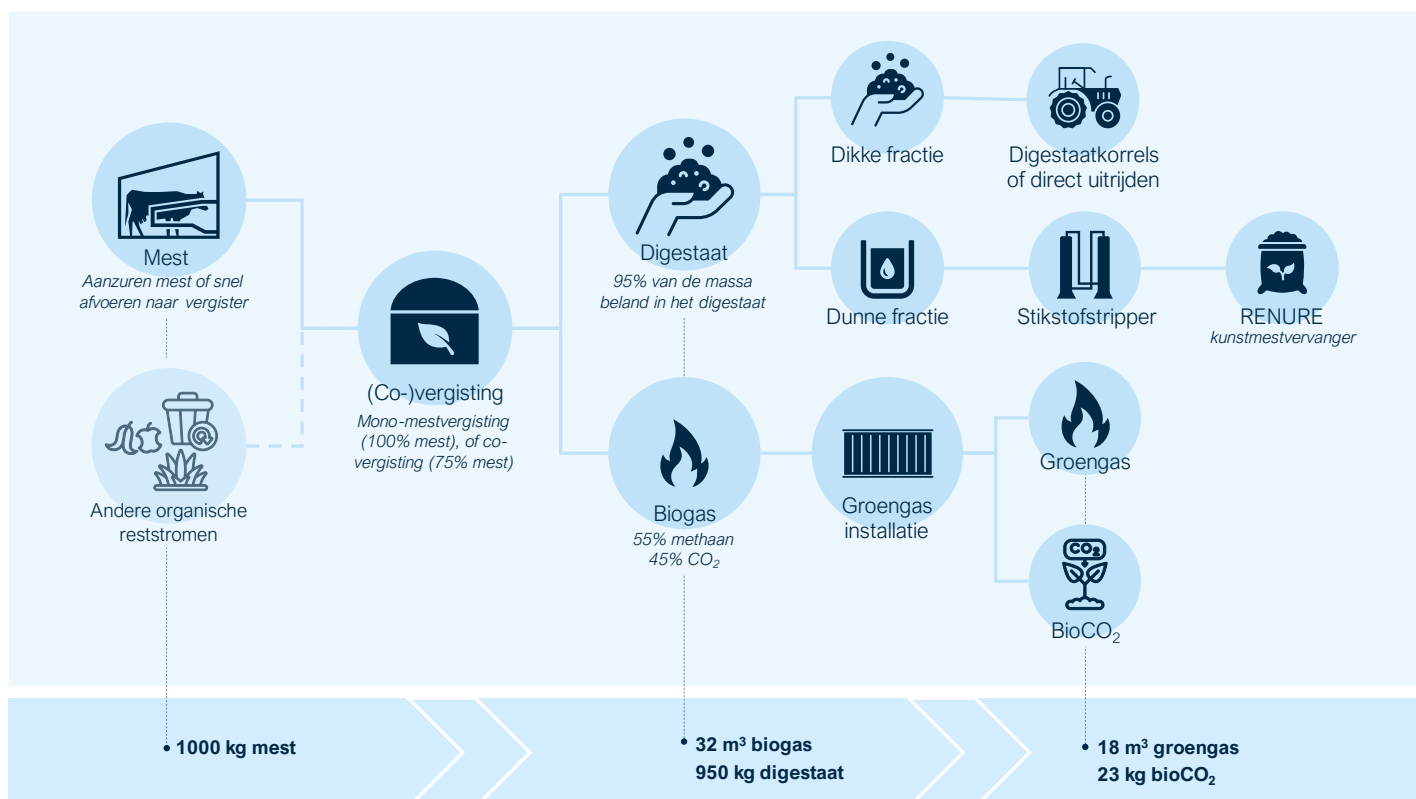 Mest
Aanzuren mest of snel
afvoeren naar vergister
Andere organische
reststromen
(Co-)vergisting
Mono-mestvergisting
(100% mest), of co-
vergisting (75% mest)
Digestaat
95% van de massa
beland in het digestaat
Biogas
55% methaan
45% CO₂
Dikke fractie
Digestaatkorrels
of direct uitrijden
Dunne fractie
Stikstofstripper
RENURE
kunstmestvervanger
Groengas
installatie
Groengas
CO₂
BioCO₂
1000 kg mest
32 m³ biogas
950 kg digestaat
18 m³ groengas
23 kg bioCO₂